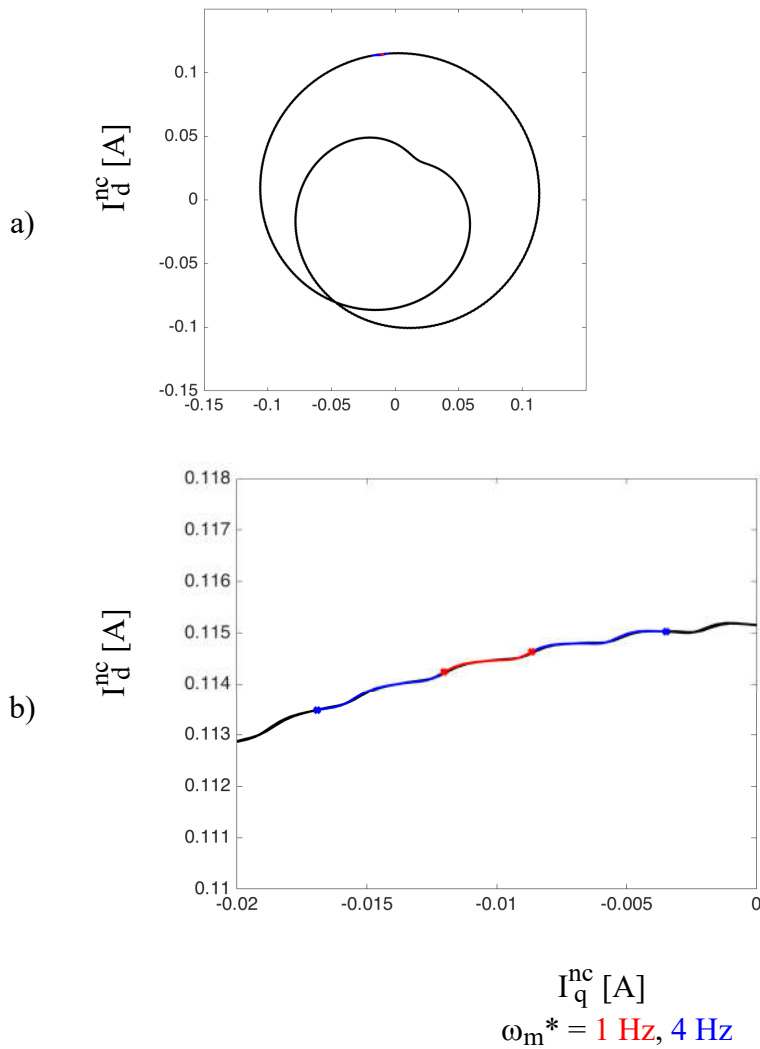 0.1
0.05
0
-0.05
-0.1
-0.15
I_d^nc [A]
a)
-0.15 -0.1 -0.05 0 0.05 0.1
0.118
0.117
0.116
0.115
0.114
0.113
0.112
0.111
0.11
I_d^nc [A]
b)
-0.02 -0.015 -0.01 -0.005 0
I_q^nc [A]
ω_m* = 1 Hz, 4 Hz